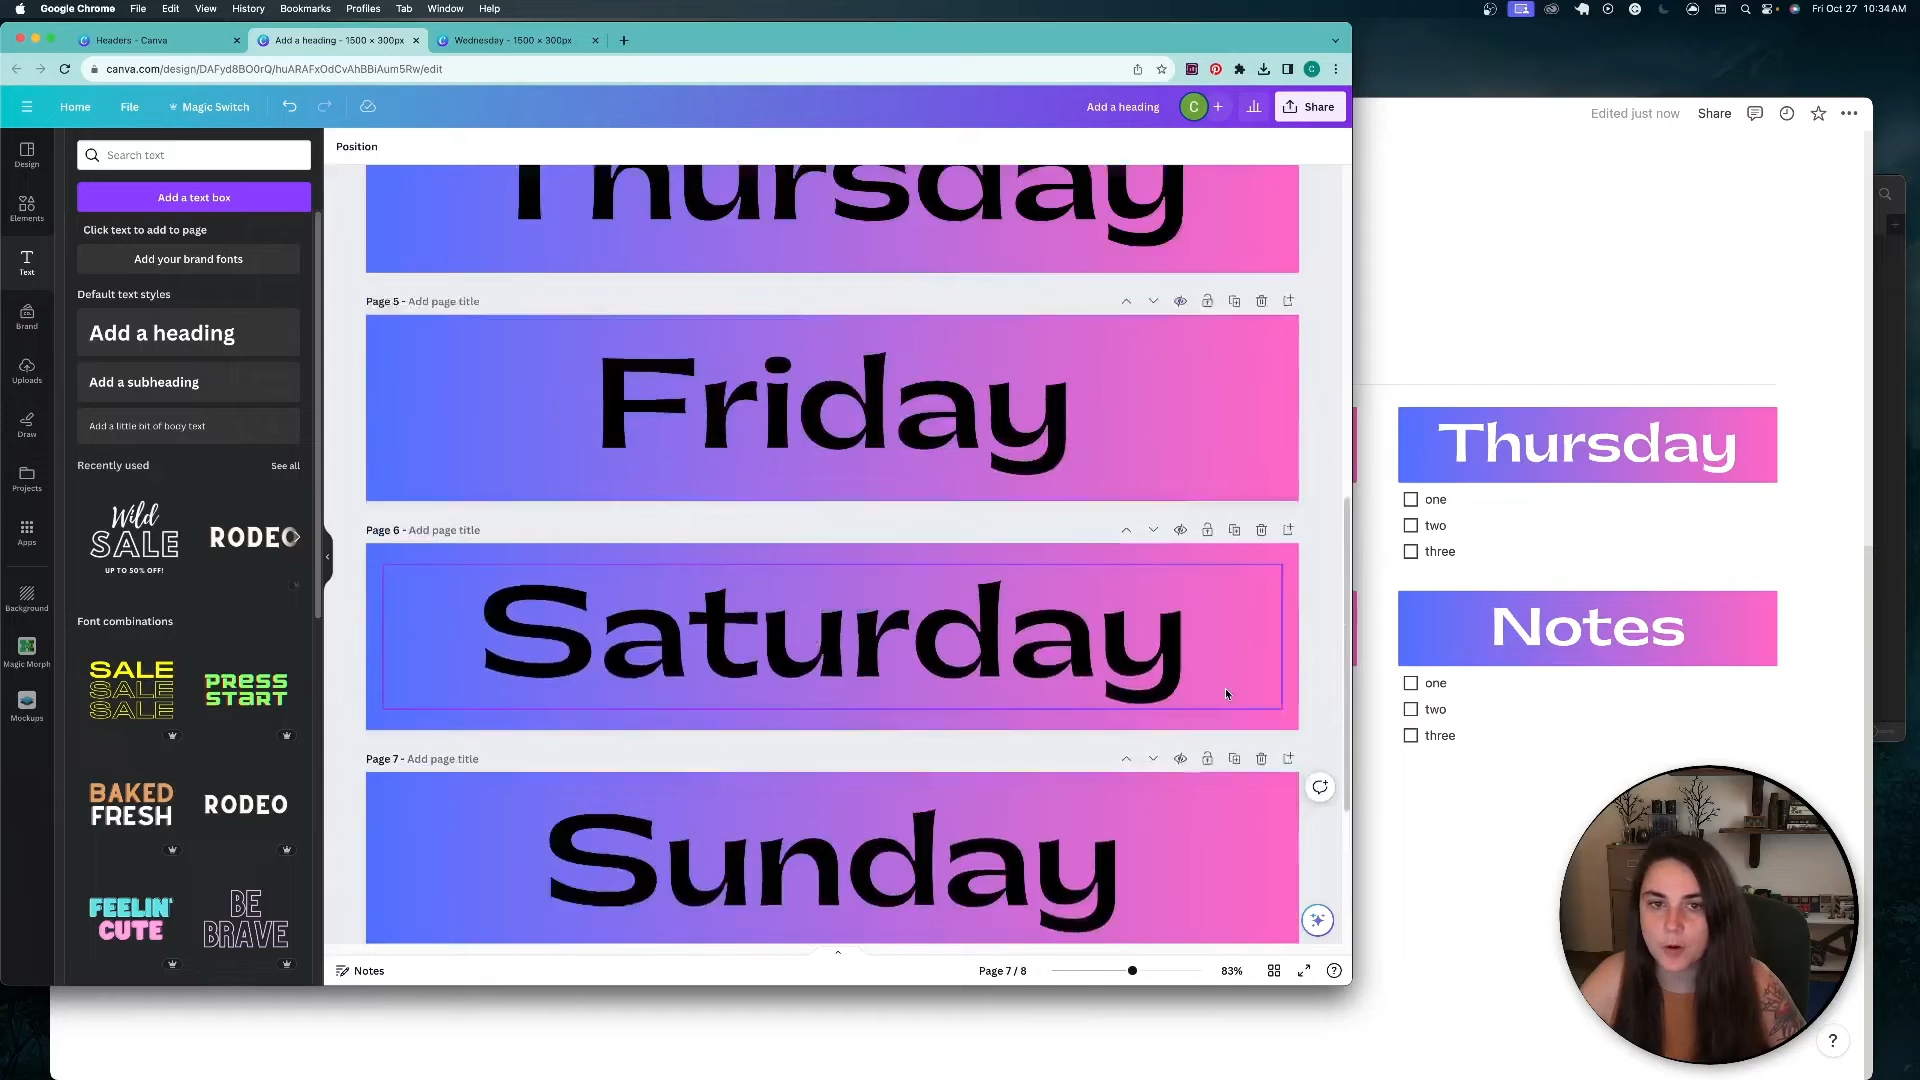 Google Chrome File Edit View History Bookmarks Profiles Tab Window Help
Fri Oct 27 10:34 AM
Headers - Canva
Add a heading - 1500 × 300px
Wednesday - 1500 × 300px
canva.com/design/DAFyd8BO0rQ/huARAFxOdCvAhBBiAum5Rw/edit
C
Home File Magic Switch
Add a heading
C
Share
Design
Elements
Text
Brand
Uploads
Draw
Projects
Apps
Background
Magic Morph
Mockups
Search text
Add a text box
Click text to add to page
Add your brand fonts
Default text styles
Add a heading
Add a subheading
Add a little bit of body text
Recently used
See all
Wild
SALE
UP TO 50% OFF!
RODEO
Font combinations
SALE
SALE
SALE
PRESS
START
BAKED
FRESH
RODEO
FEELIN'
CUTE
BE
BRAVE
Position
Thursday
Page 5 - Add page title
Friday
Page 6 - Add page title
Saturday
Page 7 - Add page title
Sunday
Notes
Page 7 / 8
83%
Edited just now
Share
Thursday
one
two
three
Notes
one
two
three